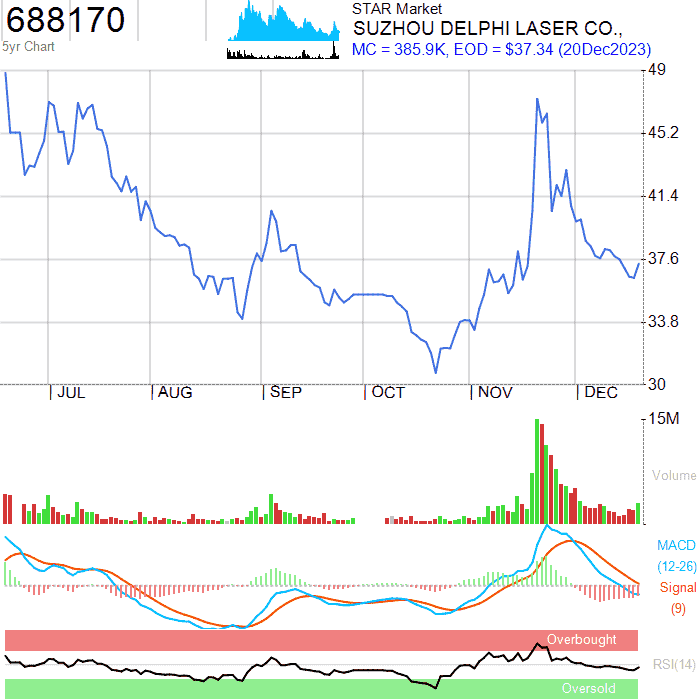 688170
5yr Chart
STAR Market
SUZHOU DELPHI LASER CO.,
MC = 385.9K, EOD = $37.34 (20Dec2023)
49
45.2
41.4
37.6
33.8
30
JUL AUG SEP OCT NOV DEC
15M
Volume
MACD
(12-26)
Signal
(9)
Overbought
RSI(14)
Oversold